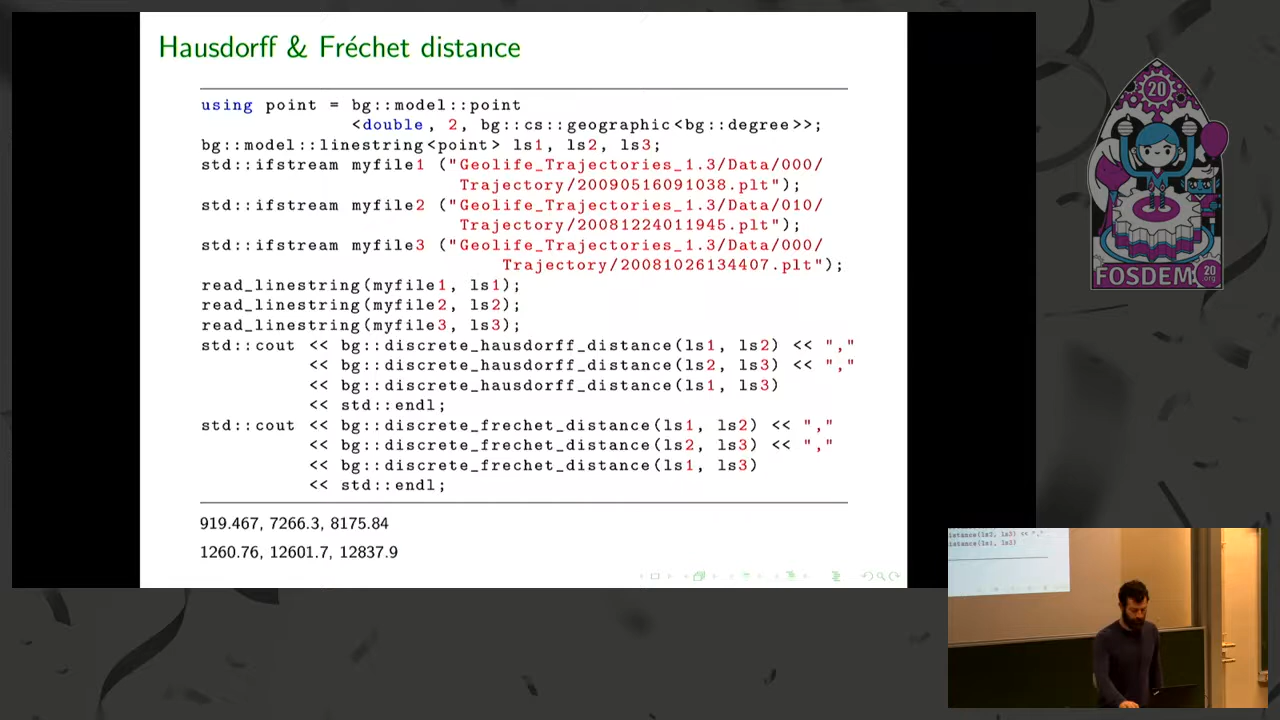 Hausdorff & Fréchet distance
using point = bg::model::point
<double, 2, bg::cs::geographic<bg::degree>>;
bg::model::linestring<point> ls1, ls2, ls3;
std::ifstream myfile1 ("Geolife_Trajectories_1.3/Data/000/
Trajectory/20090516091038.plt");
std::ifstream myfile2 ("Geolife_Trajectories_1.3/Data/010/
Trajectory/20081224011945.plt");
std::ifstream myfile3 ("Geolife_Trajectories_1.3/Data/000/
Trajectory/20081026134407.plt");
read_linestring(myfile1, ls1);
read_linestring(myfile2, ls2);
read_linestring(myfile3, ls3);
std::cout << bg::discrete_hausdorff_distance(ls1, ls2) << ","
<< bg::discrete_hausdorff_distance(ls2, ls3) << ","
<< bg::discrete_hausdorff_distance(ls1, ls3)
<< std::endl;
std::cout << bg::discrete_frechet_distance(ls1, ls2) << ","
<< bg::discrete_frechet_distance(ls2, ls3) << ","
<< bg::discrete_frechet_distance(ls1, ls3)
<< std::endl;
919.467, 7266.3, 8175.84
1260.76, 12601.7, 12837.9
20
FOSDEM 20
.org